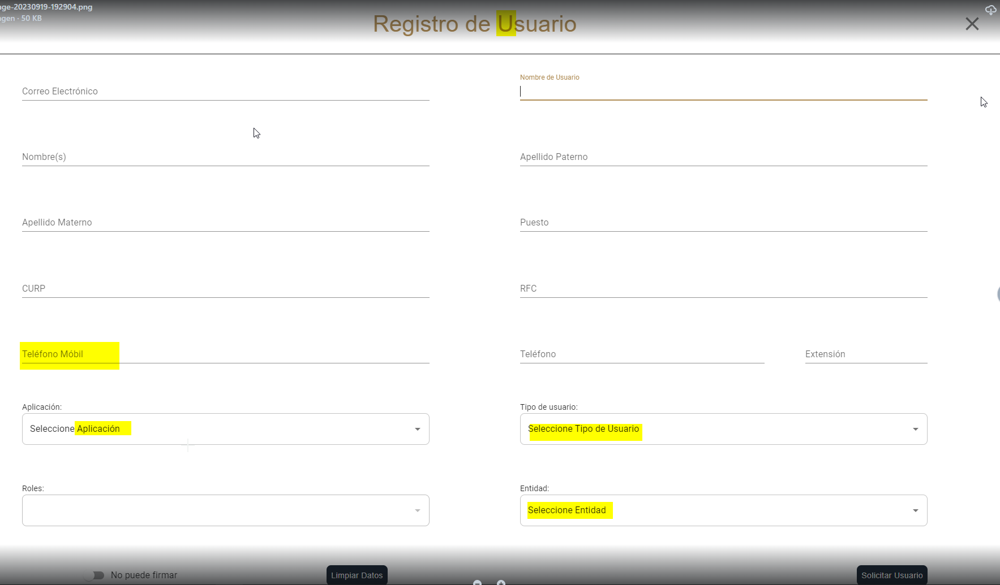 age-20230919-192904.png
agen · 50 KB
Registro de Usuario
Correo Electrónico
Nombre de Usuario
Nombre(s)
Apellido Paterno
Apellido Materno
Puesto
CURP
RFC
Teléfono Móbil
Teléfono
Extensión
Aplicación:
Tipo de usuario:
Seleccione Aplicación
Seleccione Tipo de Usuario
Roles:
Entidad:
Seleccione Entidad
No puede firmar
Limpiar Datos
Solicitar Usuario